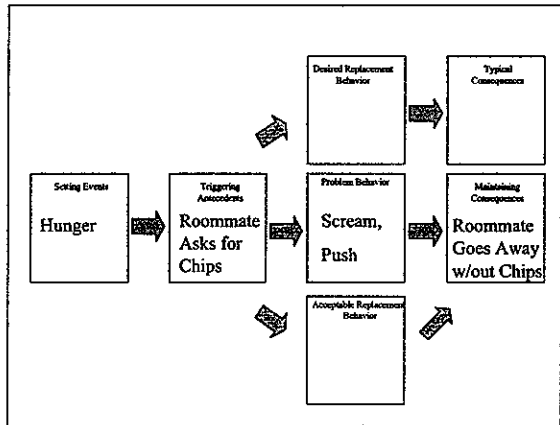 Desired Replacement
Behavior
Typical
Consequences
Setting Events
Hunger
Triggering
Antecedents
Roommate
Asks for
Chips
Problem Behavior
Scream,
Push
Maintaining
Consequences
Roommate
Goes Away
w/out Chips
Acceptable Replacement
Behavior